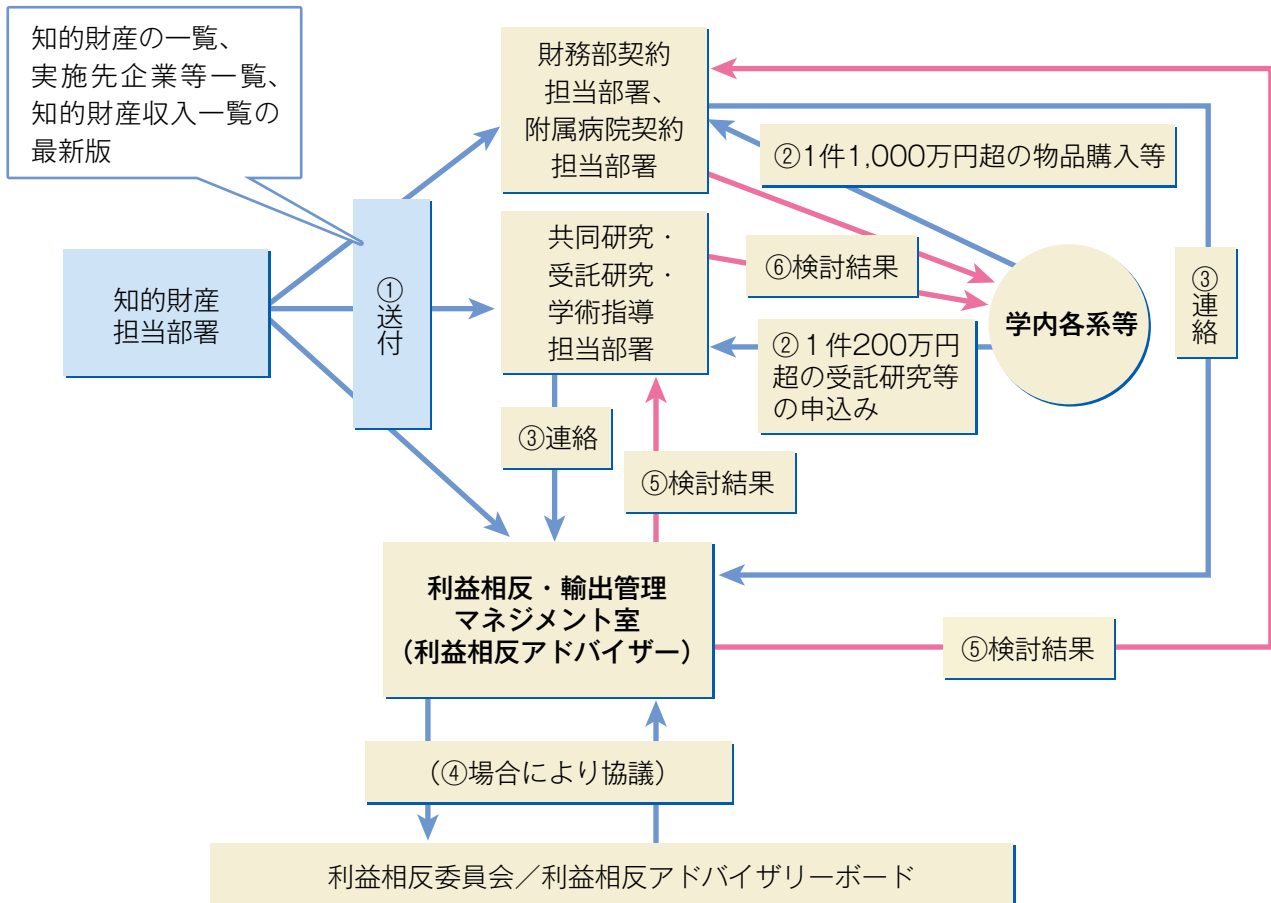 知的財産の一覧、
実施先企業等一覧、
知的財産収入一覧の
最新版
財務部契約
担当部署、
附属病院契約
担当部署
②1件1,000万円超の物品購入等
知的財産
担当部署
①送付
共同研究・
受託研究・
学術指導
担当部署
⑥検討結果
学内各系等
③連絡
②1件200万円
超の受託研究等
の申込み
③連絡
⑤検討結果
利益相反・輸出管理
マネジメント室
（利益相反アドバイザー）
⑤検討結果
（④場合により協議）
利益相反委員会／利益相反アドバイザリーボード